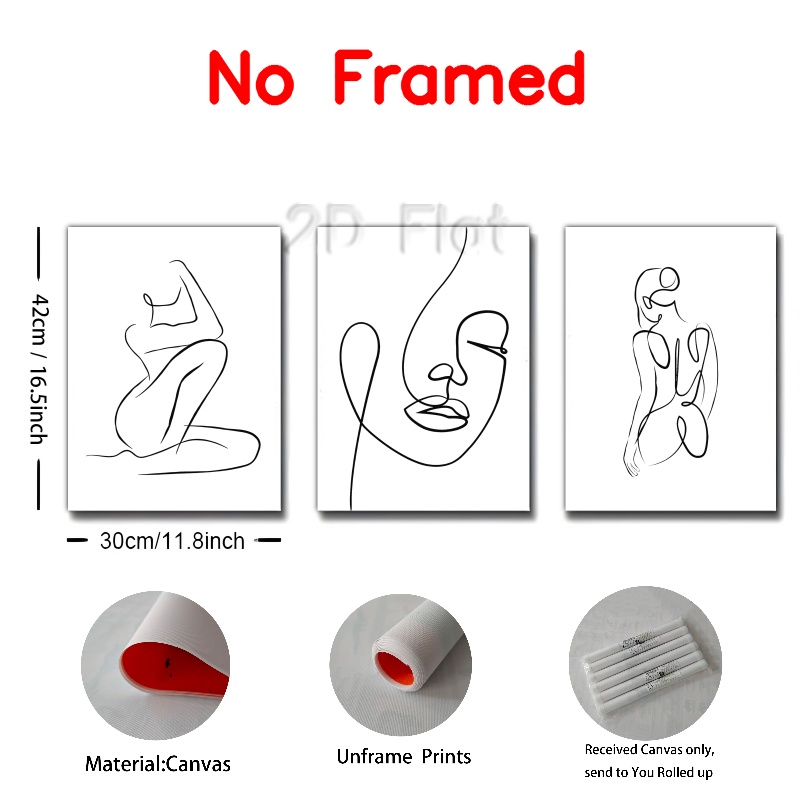 No Framed
2D Flat
42cm / 16.5inch
30cm/11.8inch
Material:Canvas
Unframe Prints
Received Canvas only,
send to You Rolled up